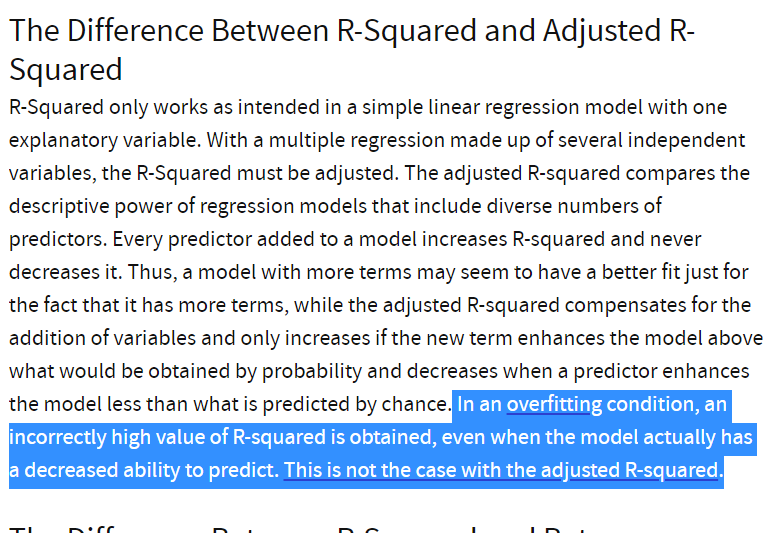 The Difference Between R-Squared and Adjusted R-
Squared
R-Squared only works as intended in a simple linear regression model with one
explanatory variable. With a multiple regression made up of several independent
variables, the R-Squared must be adjusted. The adjusted R-squared compares the
descriptive power of regression models that include diverse numbers of
predictors. Every predictor added to a model increases R-squared and never
decreases it. Thus, a model with more terms may seem to have a better fit just for
the fact that it has more terms, while the adjusted R-squared compensates for the
addition of variables and only increases if the new term enhances the model above
what would be obtained by probability and decreases when a predictor enhances
the model less than what is predicted by chance. In an overfitting condition, an
incorrectly high value of R-squared is obtained, even when the model actually has
a decreased ability to predict. This is not the case with the adjusted R-squared.